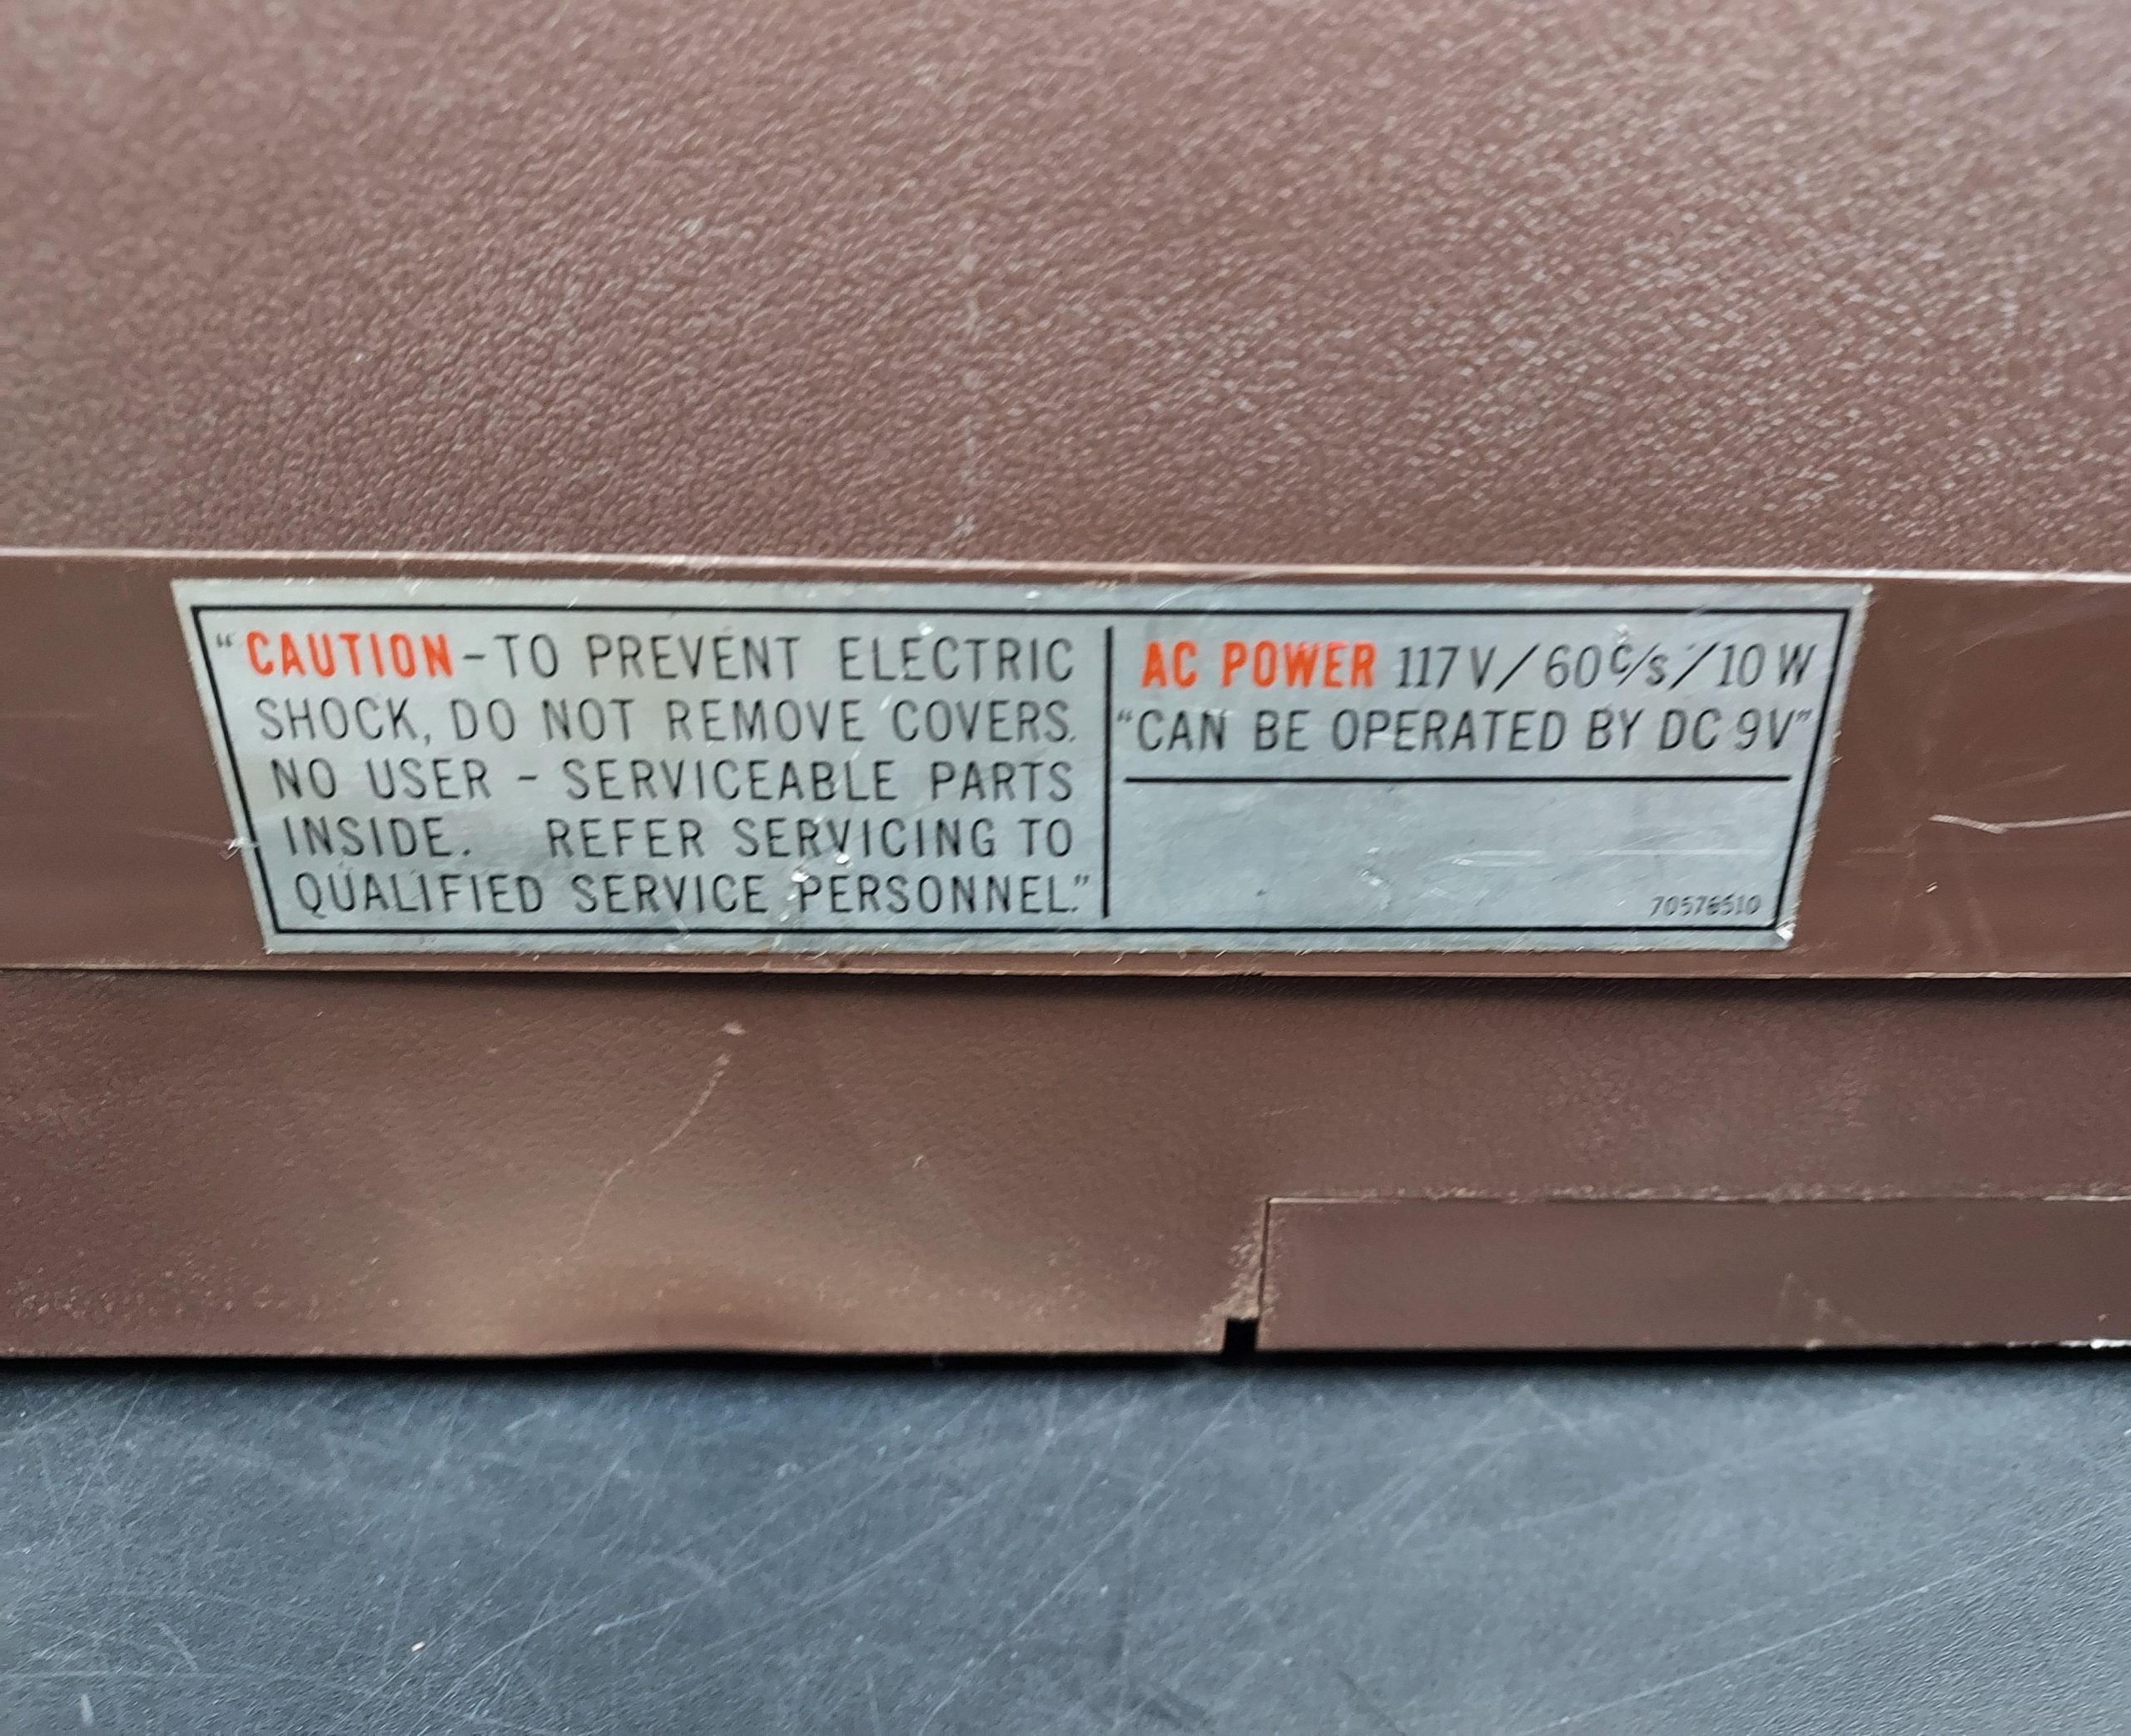 "CAUTION-TO PREVENT ELECTRIC
SHOCK, DO NOT REMOVE COVERS.
NO USER - SERVICEABLE PARTS
INSIDE. REFER SERVICING TO
QUALIFIED SERVICE PERSONNEL."
AC POWER 117V/60c/s/10W
"CAN BE OPERATED BY DC 9V"
70576510